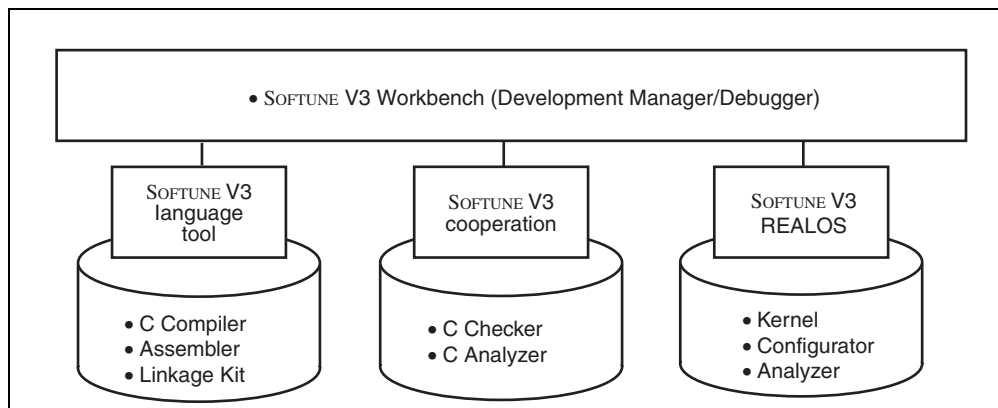 • SOFTUNE V3 Workbench (Development Manager/Debugger)
SOFTUNE V3
language
tool
• C Compiler
• Assembler
• Linkage Kit
SOFTUNE V3
cooperation
• C Checker
• C Analyzer
SOFTUNE V3
REALOS
• Kernel
• Configurator
• Analyzer